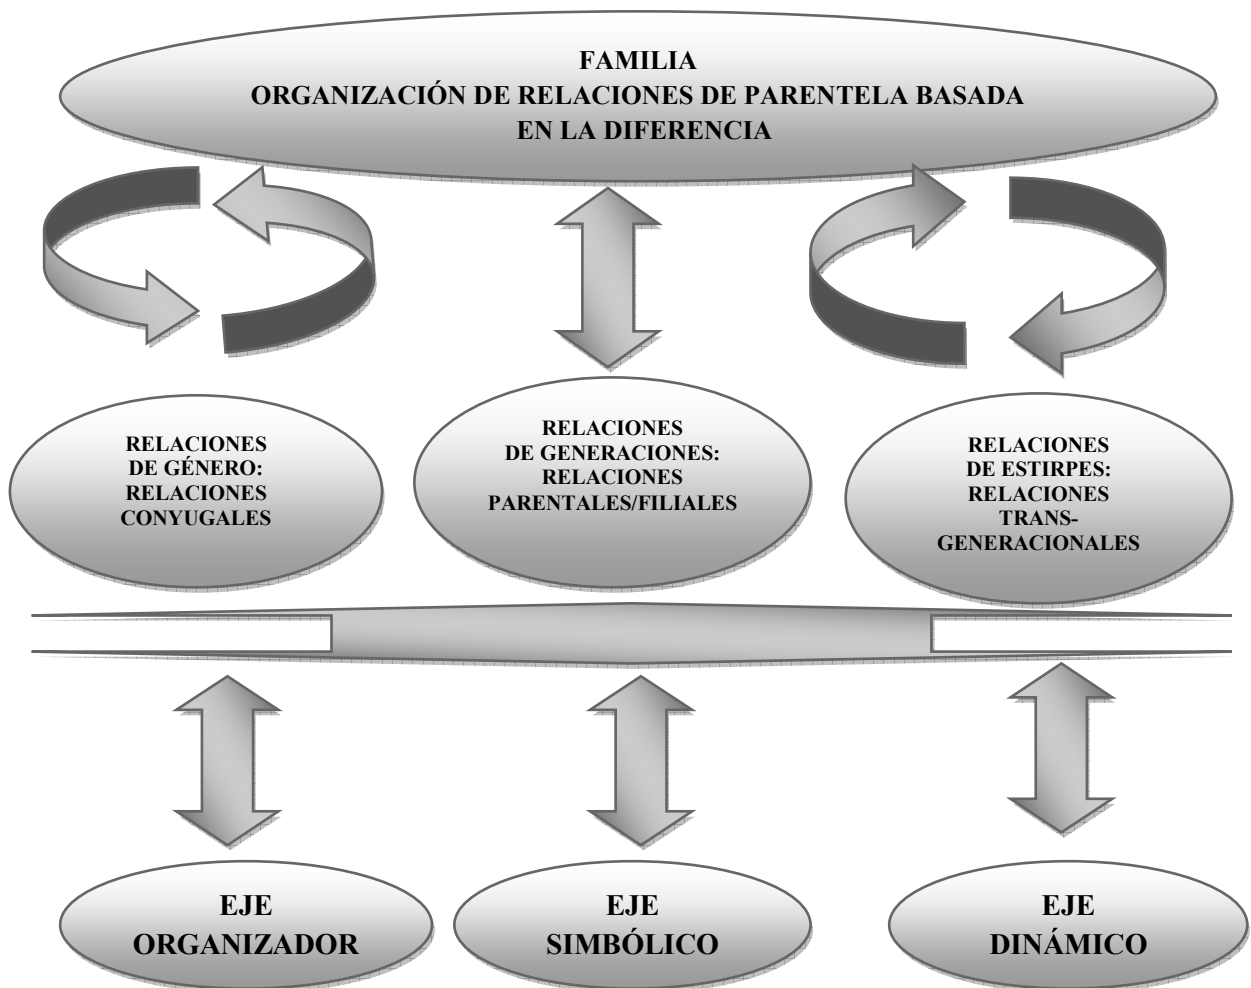 FAMILIA
ORGANIZACIÓN DE RELACIONES DE PARENTELA BASADA
EN LA DIFERENCIA
RELACIONES
DE GÉNERO:
RELACIONES
CONYUGALES
RELACIONES
DE GENERACIONES:
RELACIONES
PARENTALES/FILIALES
RELACIONES
DE ESTIRPES:
RELACIONES
TRANS-
GENERACIONALES
EJE
ORGANIZADOR
EJE
SIMBÓLICO
EJE
DINÁMICO